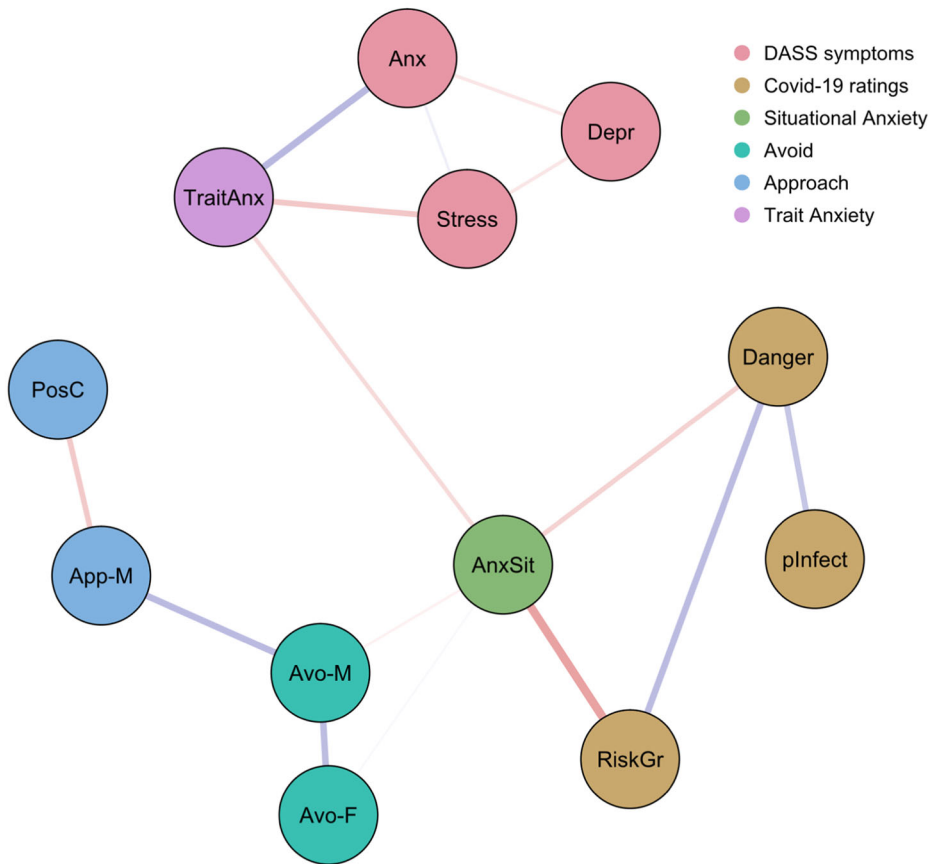 Anx
Depr
TraitAnx
Stress
DASS symptoms
Covid-19 ratings
Situational Anxiety
Avoid
Approach
Trait Anxiety
PosC
Danger
App-M
AnxSit
pInfect
Avo-M
RiskGr
Avo-F